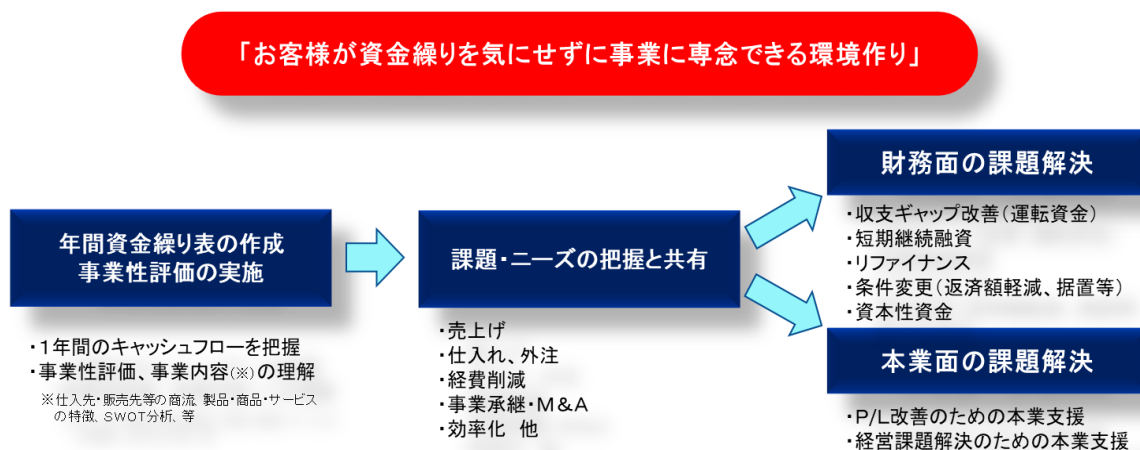 「お客様が資金繰りを気にせずに事業に専念できる環境作り」
年間資金繰り表の作成
事業性評価の実施
・1年間のキャッシュフローを把握
・事業性評価、事業内容(※)の理解
※仕入先・販売先等の商流、製品・商品・サービス
の特徴、SWOT分析、等
課題・ニーズの把握と共有
・売上げ
・仕入れ、外注
・経費削減
・事業承継・M&A
・効率化 他
財務面の課題解決
・収支ギャップ改善(運転資金)
・短期継続融資
・リファイナンス
・条件変更(返済額軽減、据置等)
・資本性資金
本業面の課題解決
・P/L改善のための本業支援
・経営課題解決のための本業支援